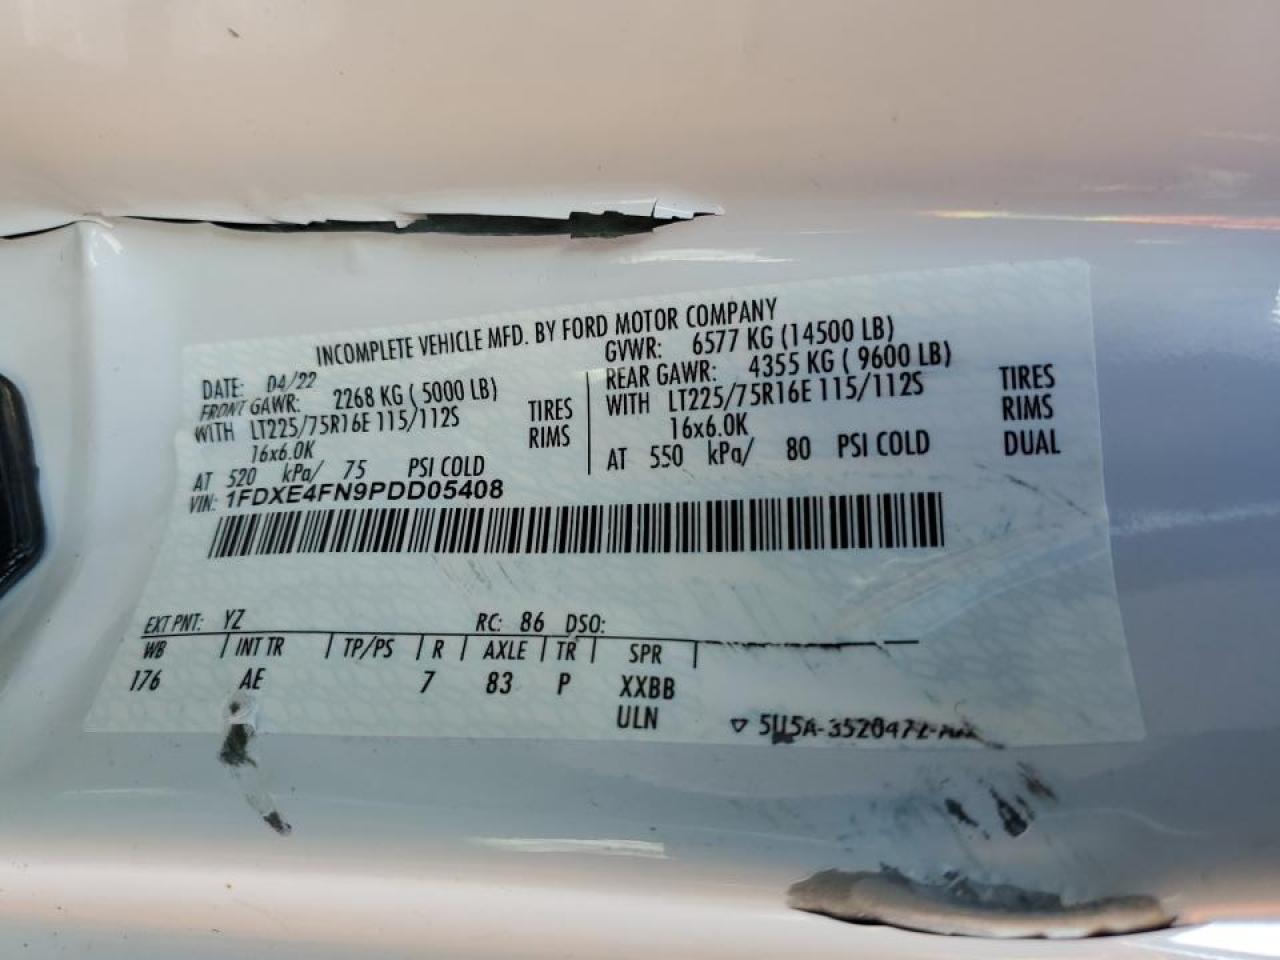 INCOMPLETE VEHICLE MFD. BY FORD MOTOR COMPANY
DATE: 04/22
FRONT GAWR: 2268 KG ( 5000 LB)
WITH LT225/75R16E 115/112S TIRES
16x6.0K RIMS
AT 520 kPa/ 75 PSI COLD
GVWR: 6577 KG (14500 LB)
REAR GAWR: 4355 KG ( 9600 LB)
WITH LT225/75R16E 115/112S TIRES
16x6.0K RIMS
AT 550 kPa/ 80 PSI COLD DUAL
VIN: 1FDXE4FN9PDD05408
EXT PNT: YZ RC: 86 DSO:
WB INT TR TP/PS R AXLE TR SPR
176 AE 7 83 P XXBB
ULN